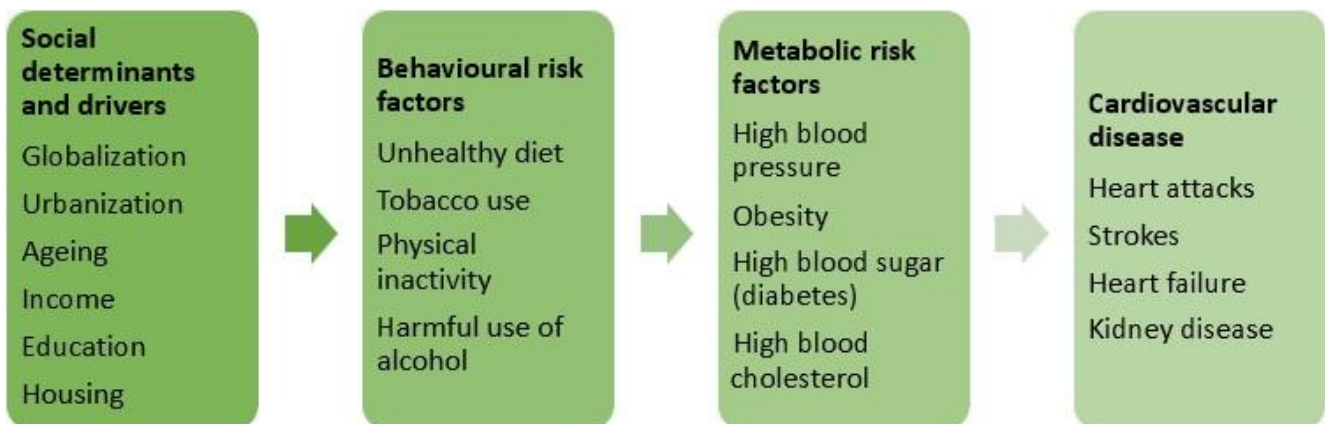 Social
determinants
and drivers
Globalization
Urbanization
Ageing
Income
Education
Housing
Behavioural risk
factors
Unhealthy diet
Tobacco use
Physical
inactivity
Harmful use of
alcohol
Metabolic risk
factors
High blood
pressure
Obesity
High blood sugar
(diabetes)
High blood
cholesterol
Cardiovascular
disease
Heart attacks
Strokes
Heart failure
Kidney disease